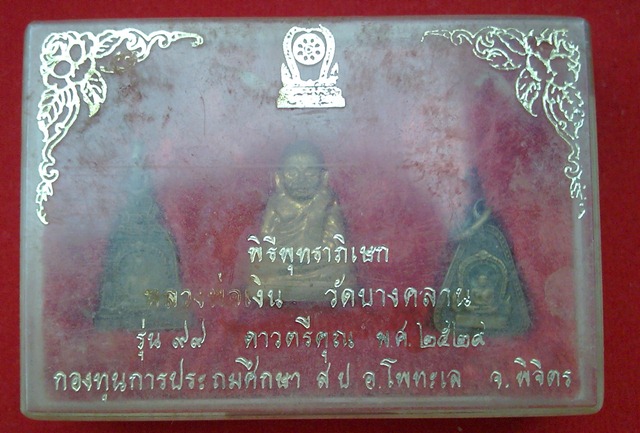 พิธีพุทธาภิเษก
หลวงพ่อเงิน วัดบางคลาน
รุ่น ๙๙ ดาวตรีคูณ พ.ศ.๒๕๒๙
กองทุนการประถมศึกษา ส ป อ.โพทะเล จ.พิจิตร